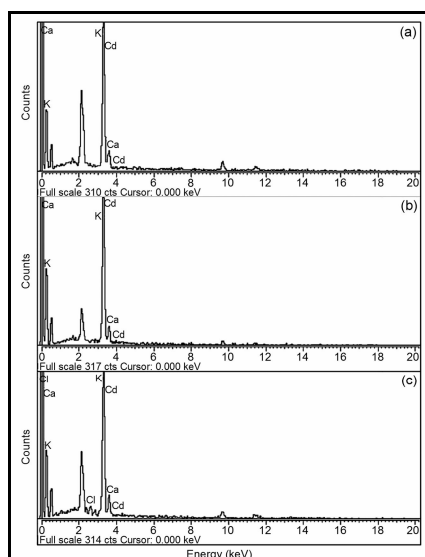 (a)
Ca
K
Cd
K
Ca
Cd
Counts
0 2 4 6 8 10 12 14 16 18 20
Full scale 310 cts Cursor: 0.000 keV
(b)
Ca
Cd
K
K
Ca
Cd
Counts
0 2 4 6 8 10 12 14 16 18 20
Full scale 317 cts Cursor: 0.000 keV
(c)
Cl
K
Ca
Cd
K
Cl
Ca
Cd
Counts
0 2 4 6 8 10 12 14 16 18 20
Full scale 314 cts Cursor: 0.000 keV
Energy (keV)